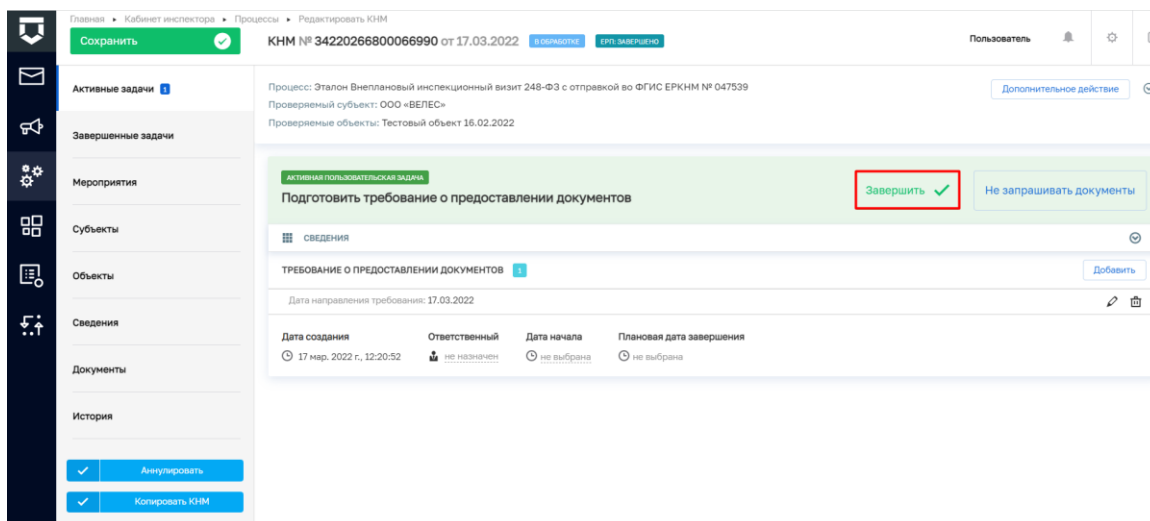 Главная ▸ Кабинет инспектора ▸ Процессы ▸ Редактировать КНМ
Сохранить
КНМ № 34220266800066990 от 17.03.2022 В ОБРАБОТКЕ ЕРП: ЗАВЕРШЕНО
Пользователь
Активные задачи 1
Завершенные задачи
Мероприятия
Субъекты
Объекты
Сведения
Документы
История
Аннулировать
Копировать КНМ
Процесс: Эталон Внеплановый инспекционный визит 248-ФЗ с отправкой во ФГИС ЕРКНМ № 047539
Проверяемый субъект: ООО «ВЕЛЕС»
Проверяемые объекты: Тестовый объект 16.02.2022
Дополнительное действие
АКТИВНАЯ ПОЛЬЗОВАТЕЛЬСКАЯ ЗАДАЧА
Подготовить требование о предоставлении документов
Завершить
Не запрашивать документы
СВЕДЕНИЯ
ТРЕБОВАНИЕ О ПРЕДОСТАВЛЕНИИ ДОКУМЕНТОВ 1
Добавить
Дата направления требования: 17.03.2022
Дата создания Ответственный Дата начала Плановая дата завершения
17 мар. 2022 г., 12:20:52 не назначен не выбрана не выбрана